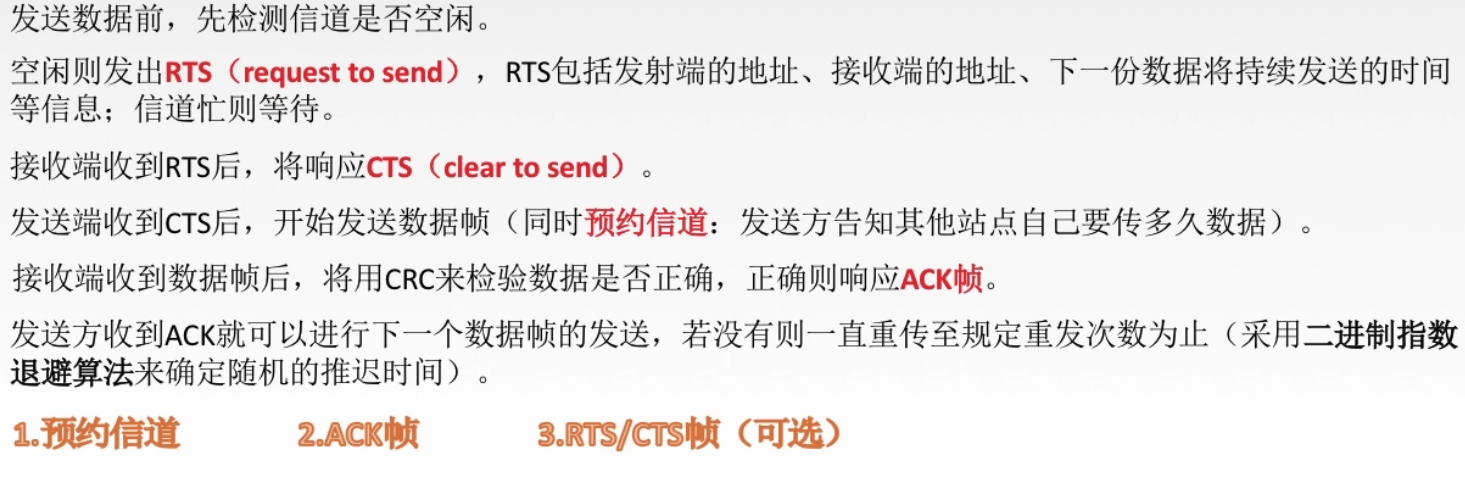 发送数据前，先检测信道是否空闲。
空闲则发出RTS（request to send），RTS包括发射端的地址、接收端的地址、下一份数据将持续发送的时间
等信息；信道忙则等待。
接收端收到RTS后，将响应CTS（clear to send）。
发送端收到CTS后，开始发送数据帧（同时预约信道：发送方告知其他站点自己要传多久数据）。
接收端收到数据帧后，将用CRC来检验数据是否正确，正确则响应ACK帧。
发送方收到ACK就可以进行下一个数据帧的发送，若没有则一直重传至规定重发次数为止（采用二进制指数
退避算法来确定随机的推迟时间）。
1.预约信道 2.ACK帧 3.RTS/CTS帧（可选）